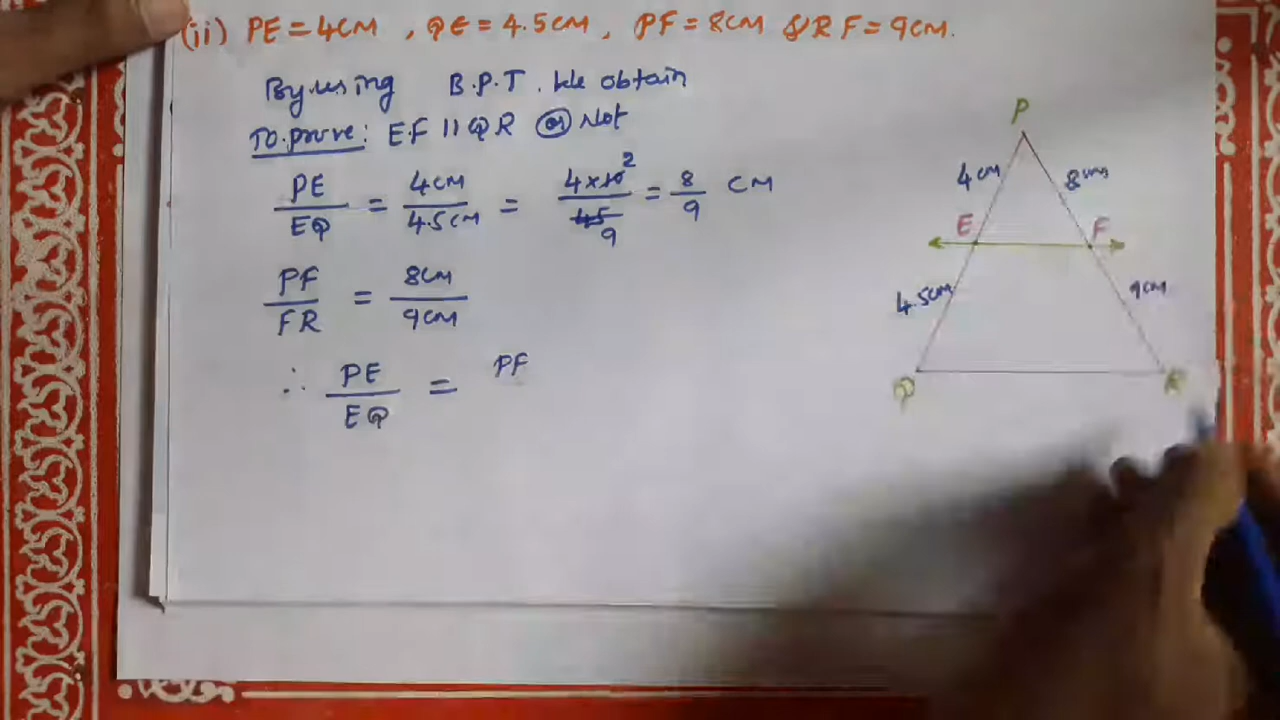 (ii) PE = 4CM , QE = 4.5CM , PF = 8CM & RF = 9CM.
By using B.P.T. We obtain
To prove: EF || QR (or) Not
PE/EQ = 4CM/4.5CM = 4×10 2/45 9 = 8/9 CM
PF/FR = 8CM/9CM
∴ PE/EQ = PF
P
4CM 8CM
E F
4.5CM 9CM
Q R